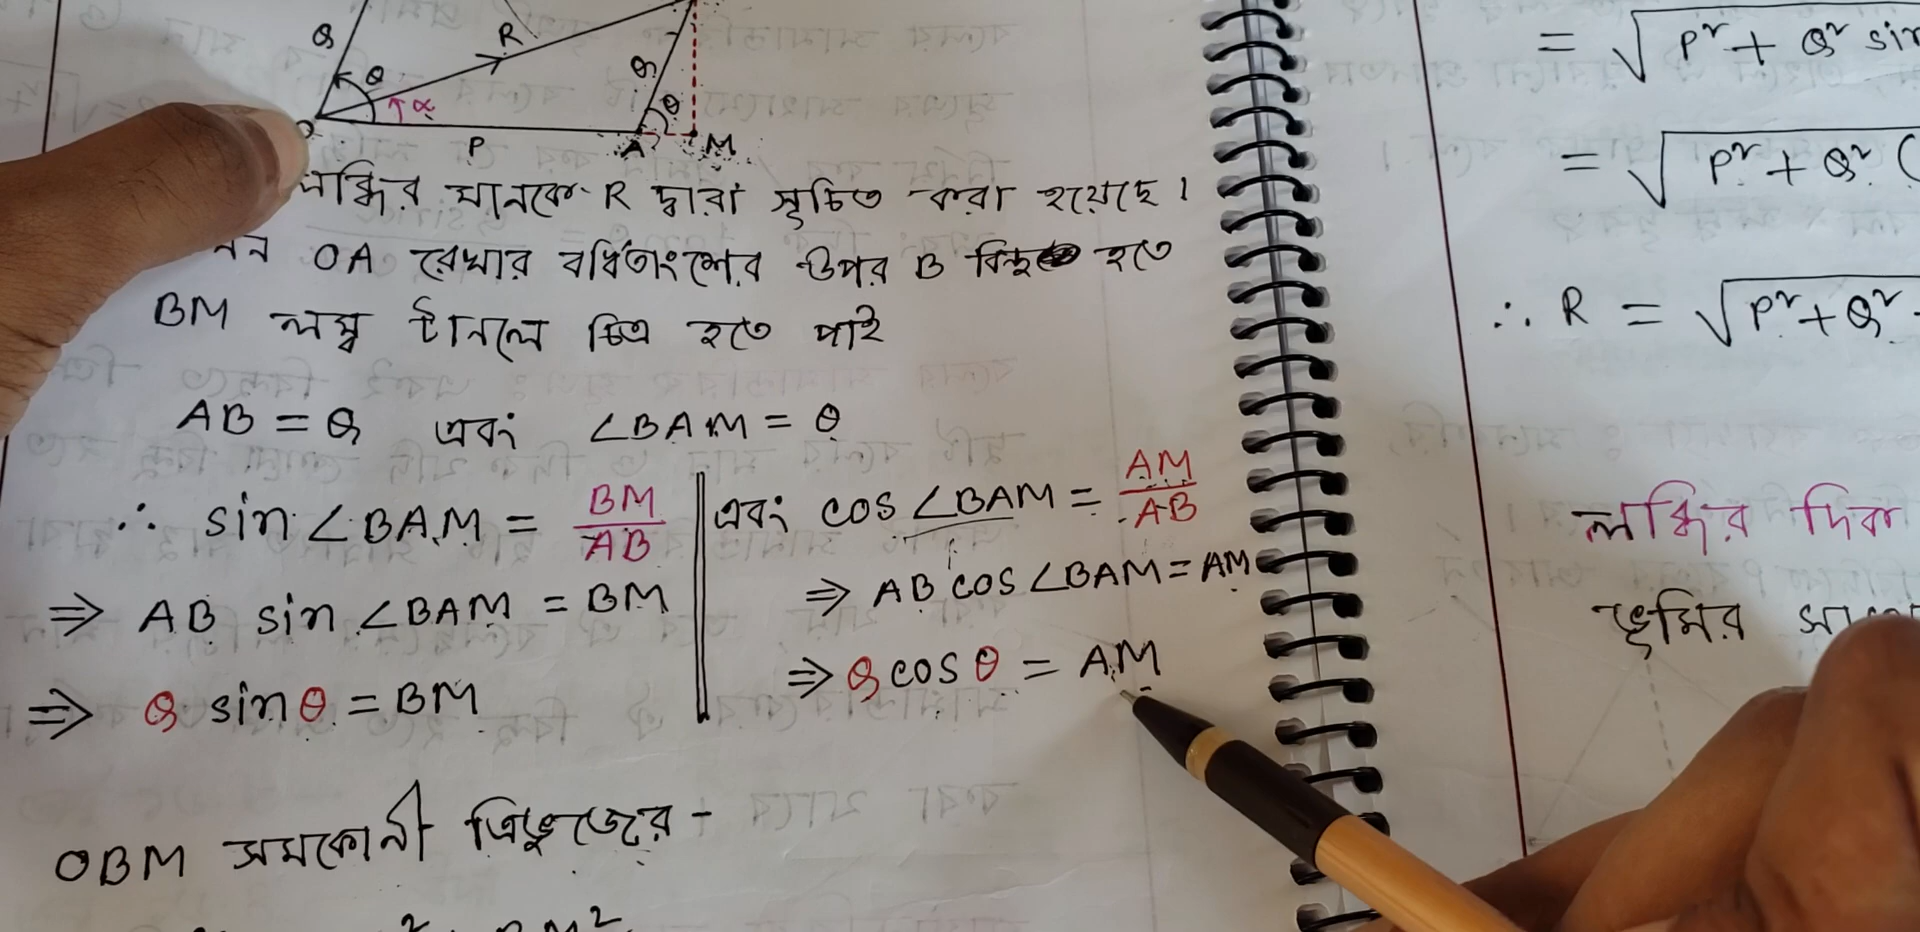 Q
R
Q
θ
α
θ
P
A
M
লব্ধির মানকে R দ্বারা সূচিত করা হয়েছে।
OA রেখার বর্ধিতাংশের উপর B বিন্দু হতে
BM লম্ব টানলে চিত্র হতে পাই
AB = Q এবং ∠BAM = θ
∴ sin ∠BAM = BM/AB
⇒ AB sin ∠BAM = BM
⇒ Q sin θ = BM
এবং cos ∠BAM = AM/AB
⇒ AB cos ∠BAM = AM
⇒ Q cos θ = AM
OBM সমকোনী ত্রিভুজের -
= √P² + Q² sin
= √P² + Q² (
∴ R = √P² + Q²
লব্ধির দিক
ভূমির